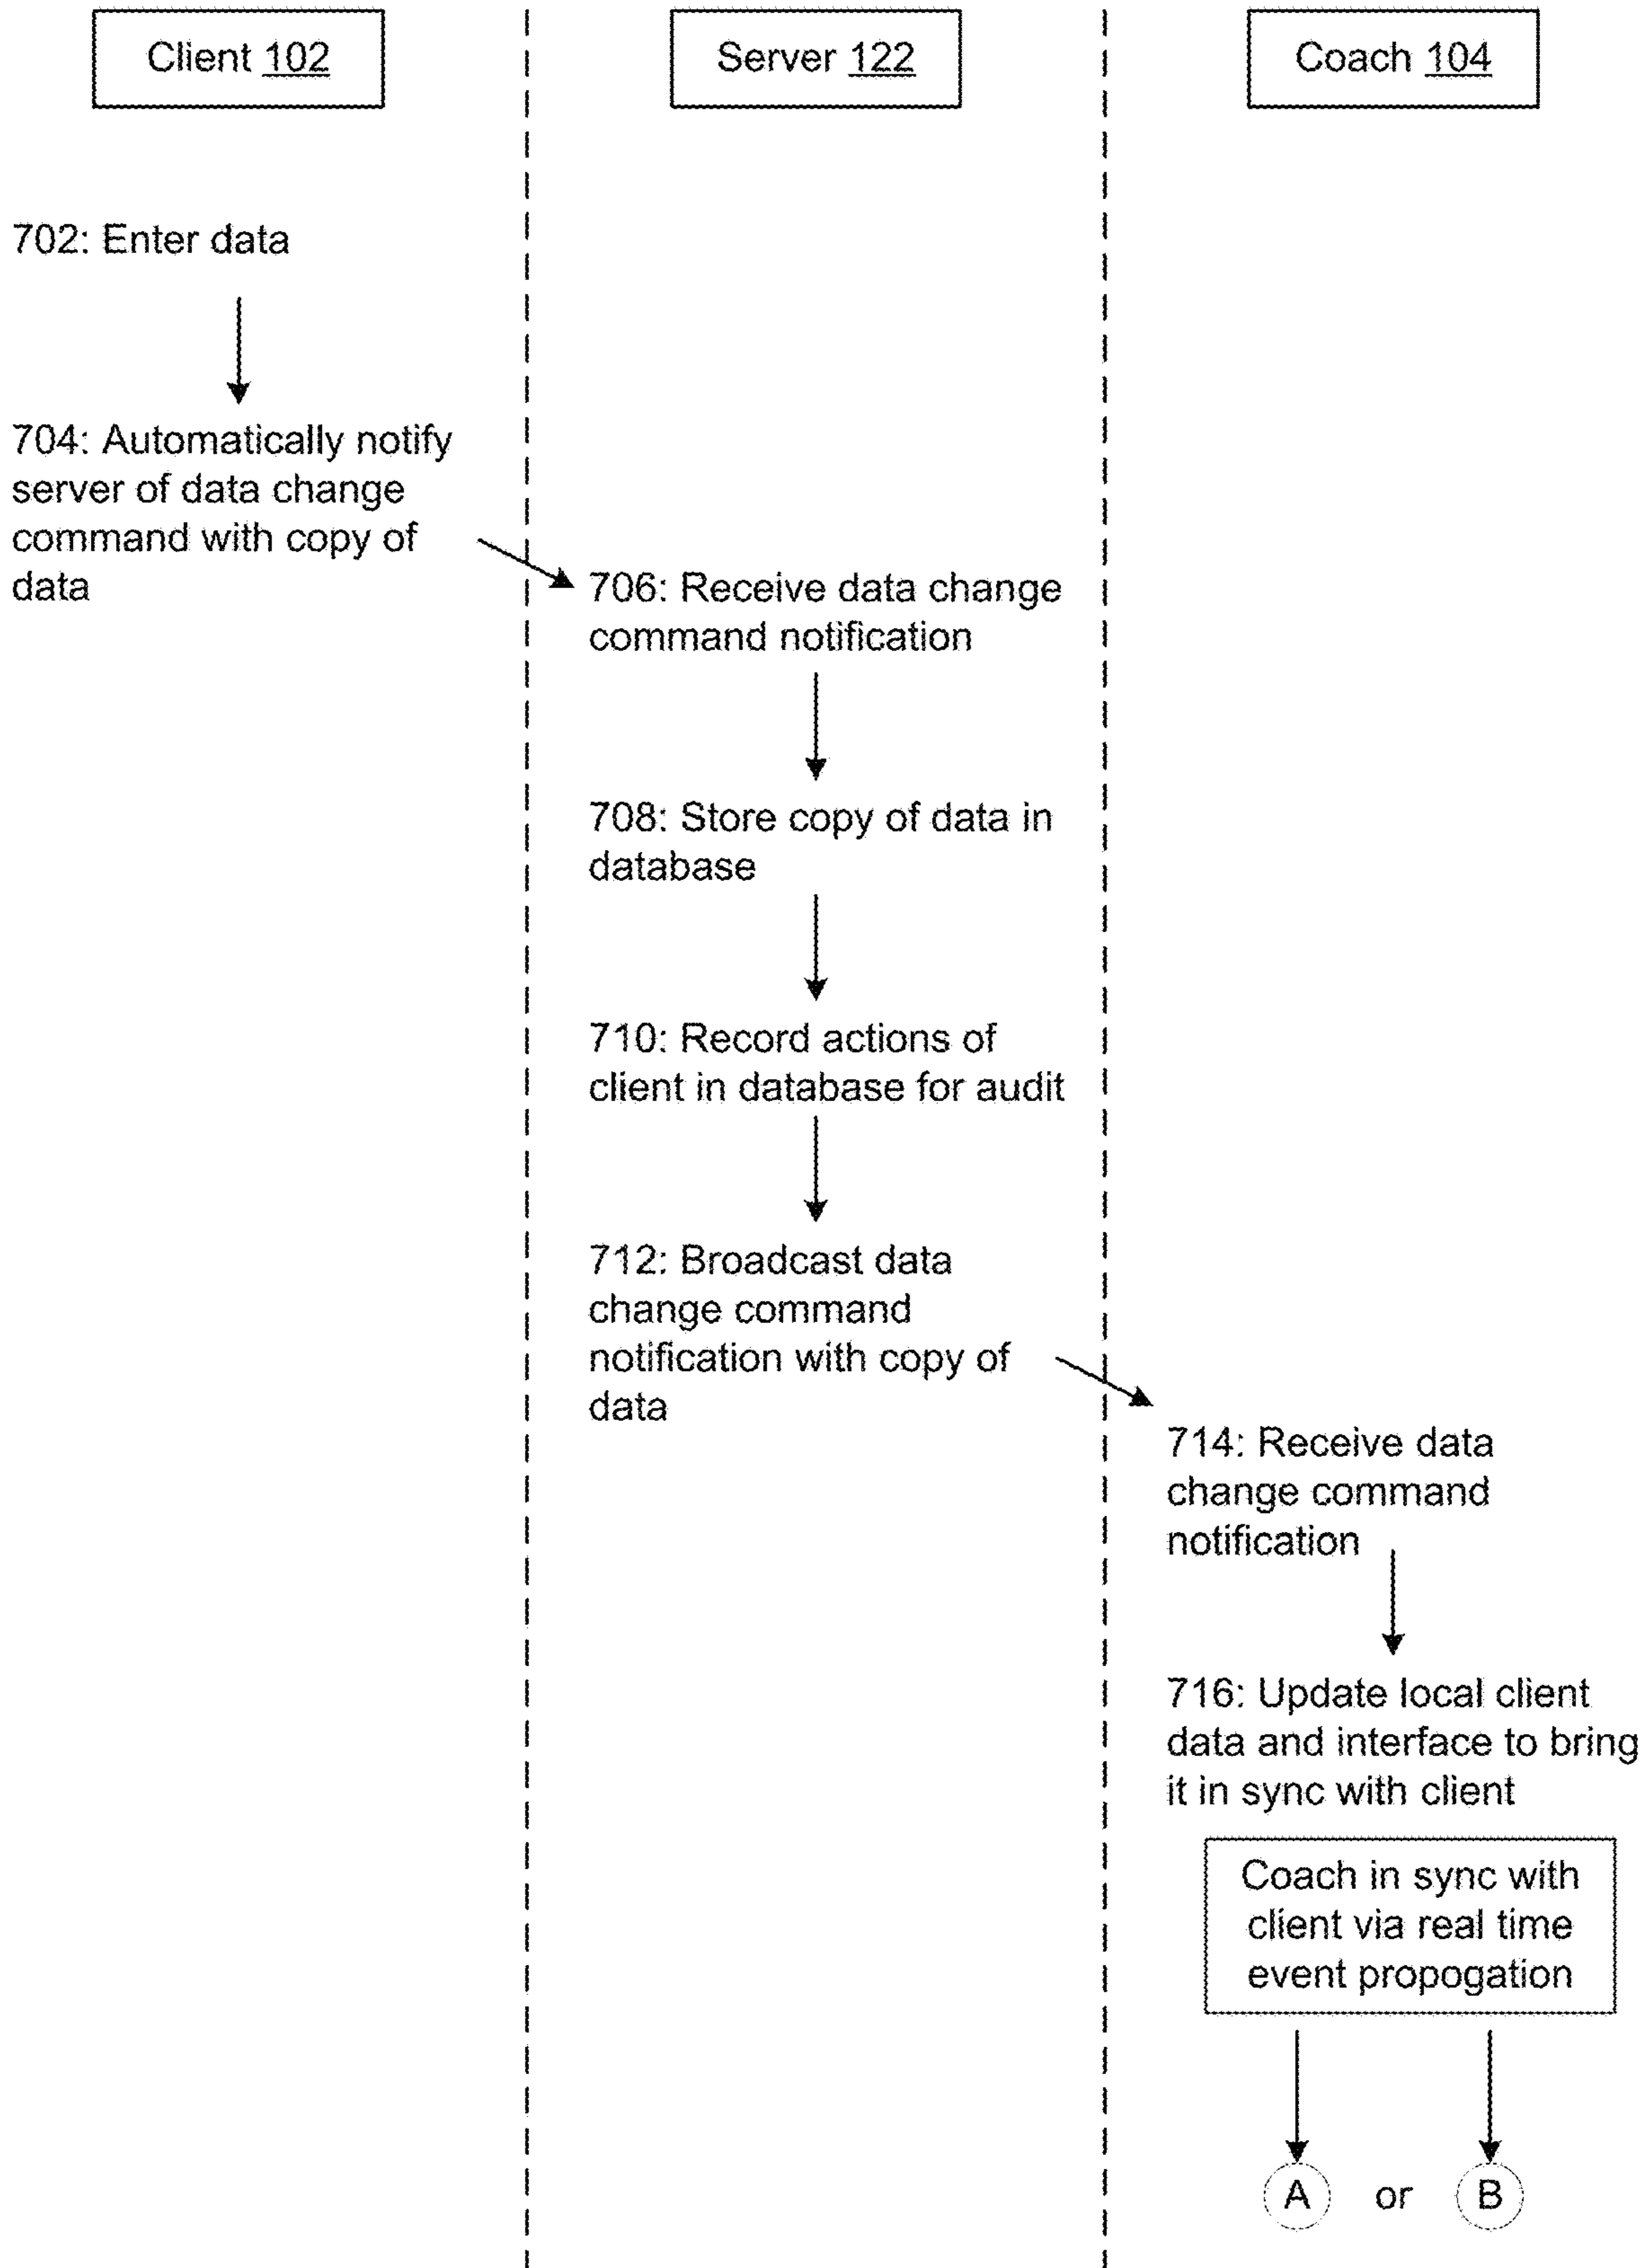 Client 102
Server 122
Coach 104
702: Enter data
704: Automatically notify
server of data change
command with copy of
data
706: Receive data change
command notification
708: Store copy of data in
database
710: Record actions of
client in database for audit
712: Broadcast data
change command
notification with copy of
data
714: Receive data
change command
notification
716: Update local client
data and interface to bring
it in sync with client
Coach in sync with
client via real time
event propogation
A or B